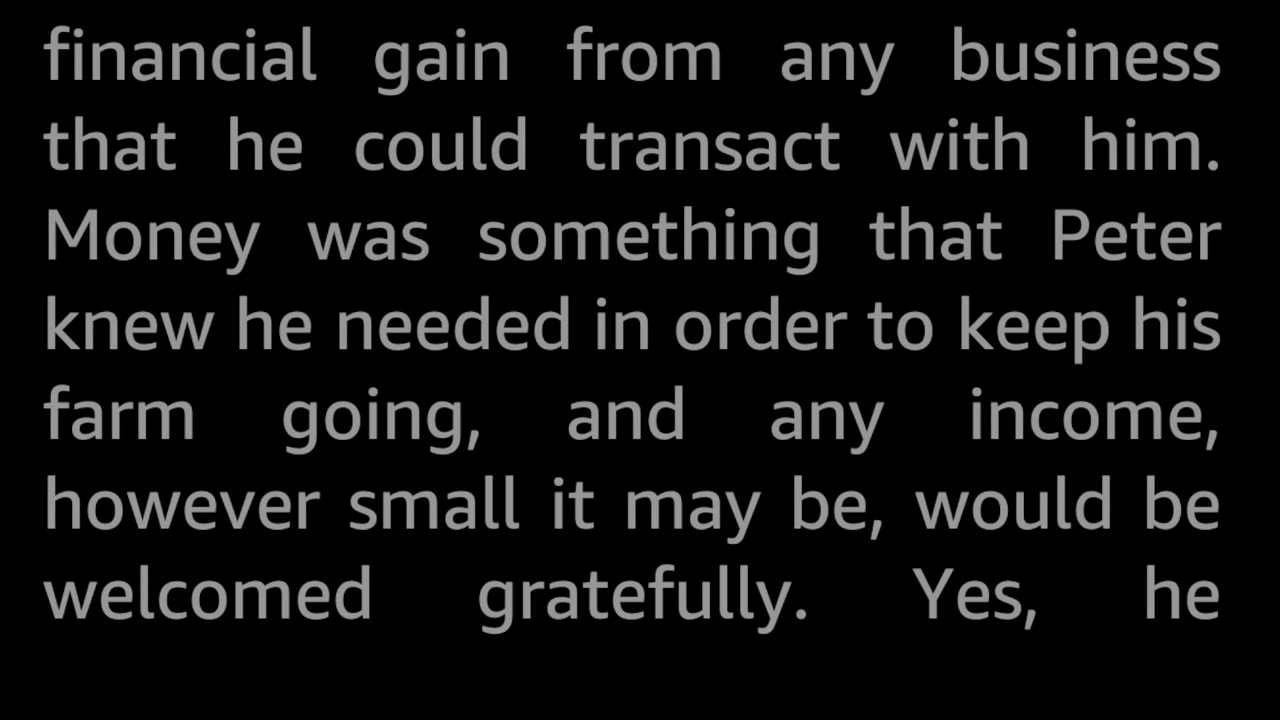 financial gain from any business
that he could transact with him.
Money was something that Peter
knew he needed in order to keep his
farm going, and any income,
however small it may be, would be
welcomed gratefully. Yes, he